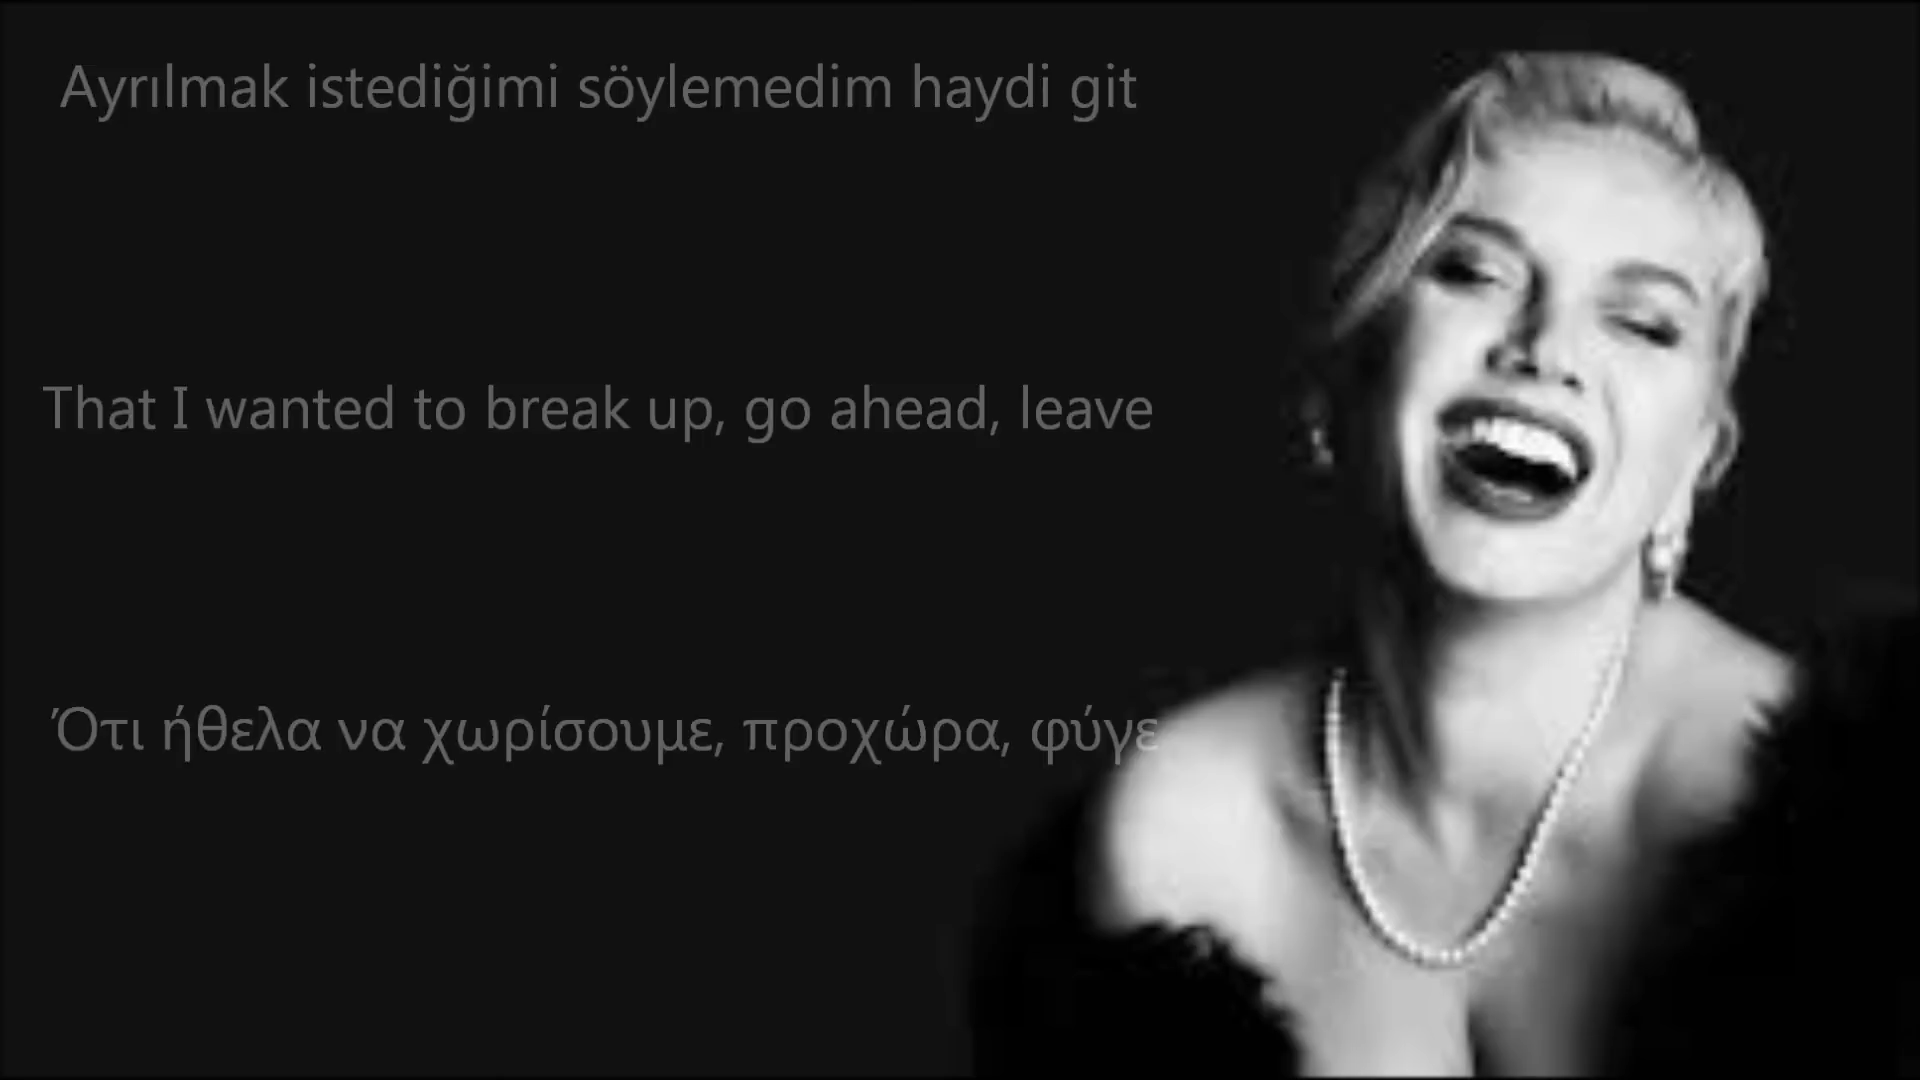 Ayrılmak istediğimi söylemedim haydi git
That I wanted to break up, go ahead, leave
Ότι ήθελα να χωρίσουμε, προχώρα, φύγε